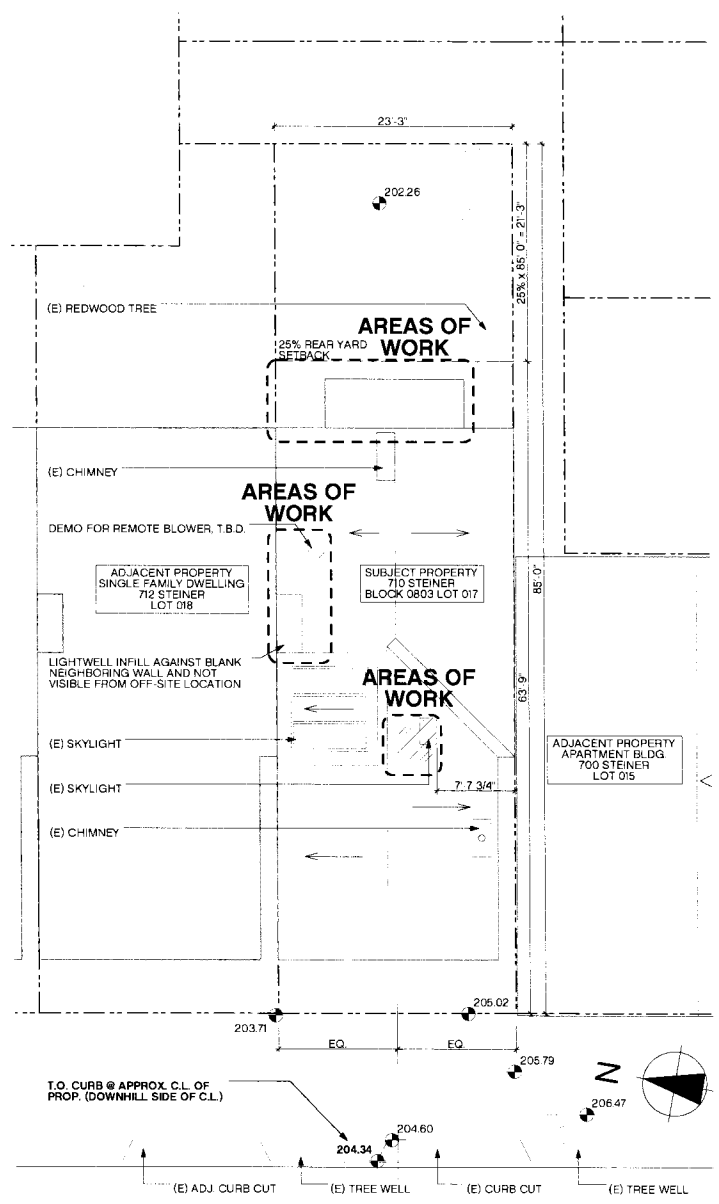 23'-3"
202.26
25% x 85'.0" = 21'-3"
(E) REDWOOD TREE
AREAS OF
WORK
25% REAR YARD
SETBACK
(E) CHIMNEY
AREAS OF
WORK
DEMO FOR REMOTE BLOWER, T.B.D.
ADJACENT PROPERTY
SINGLE FAMILY DWELLING
712 STEINER
LOT 018
SUBJECT PROPERTY
710 STEINER
BLOCK 0803 LOT 017
85'.0"
63'.9"
LIGHTWELL INFILL AGAINST BLANK
NEIGHBORING WALL AND NOT
VISIBLE FROM OFF-SITE LOCATION
AREAS OF
WORK
(E) SKYLIGHT
ADJACENT PROPERTY
APARTMENT BLDG.
700 STEINER
LOT 015
(E) SKYLIGHT
7'.7 3/4"
(E) CHIMNEY
203.71
205.02
EQ.
EQ.
205.79
N
T.O. CURB @ APPROX. C.L. OF
PROP. (DOWNHILL SIDE OF C.L.)
206.47
204.60
204.34
(E) ADJ. CURB CUT
(E) TREE WELL
(E) CURB CUT
(E) TREE WELL